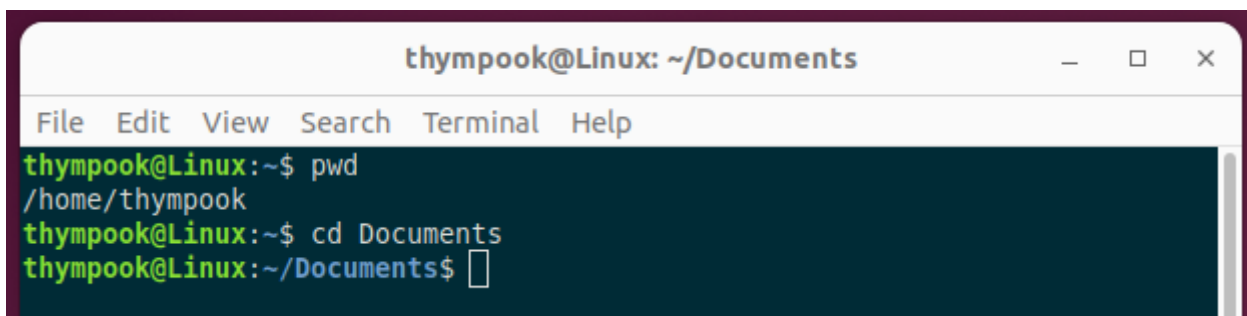 thympook@Linux: ~/Documents
File Edit View Search Terminal Help
thympook@Linux:~$ pwd
/home/thympook
thympook@Linux:~$ cd Documents
thympook@Linux:~/Documents$